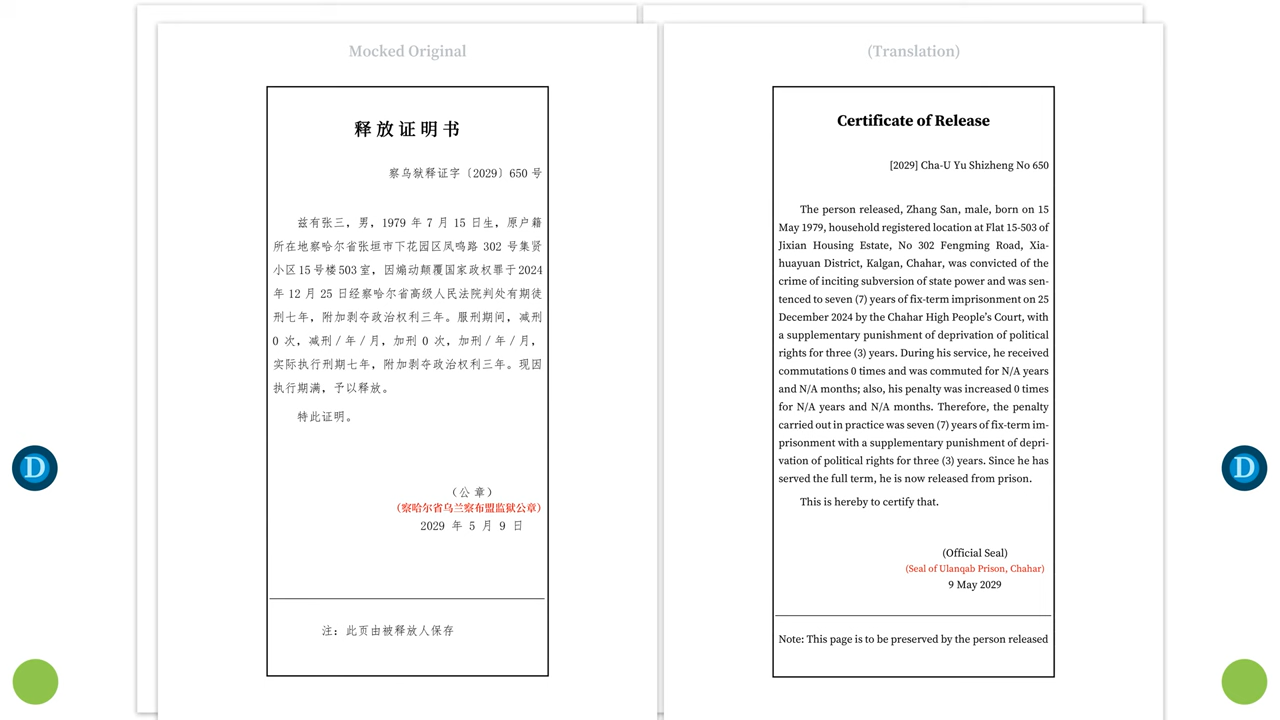 Mocked Original
释放证明书
察乌狱释证字〔2029〕650 号
兹有张三，男，1979 年 7 月 15 日生，原户籍
所在地察哈尔省张垣市下花园区凤鸣路 302 号集贤
小区 15 号楼 503 室，因煽动颠覆国家政权罪于 2024
年 12 月 25 日经察哈尔省高级人民法院判处有期徒
刑七年，附加剥夺政治权利三年。服刑期间，减刑
0 次，减刑 / 年 / 月，加刑 0 次，加刑 / 年 / 月，
实际执行刑期七年，附加剥夺政治权利三年。现因
执行期满，予以释放。
特此证明。
（公 章）
（察哈尔省乌兰察布盟监狱公章）
2029 年 5 月 9 日
注：此页由被释放人保存
(Translation)
Certificate of Release
[2029] Cha-U Yu Shizheng No 650
The person released, Zhang San, male, born on 15
May 1979, household registered location at Flat 15-503 of
Jixian Housing Estate, No 302 Fengming Road, Xia-
huayuan District, Kalgan, Chahar, was convicted of the
crime of inciting subversion of state power and was sen-
tenced to seven (7) years of fix-term imprisonment on 25
December 2024 by the Chahar High People's Court, with
a supplementary punishment of deprivation of political
rights for three (3) years. During his service, he received
commutations 0 times and was commuted for N/A years
and N/A months; also, his penalty was increased 0 times
for N/A years and N/A months. Therefore, the penalty
carried out in practice was seven (7) years of fix-term im-
prisonment with a supplementary punishment of depri-
vation of political rights for three (3) years. Since he has
served the full term, he is now released from prison.
This is hereby to certify that.
(Official Seal)
(Seal of Ulanqab Prison, Chahar)
9 May 2029
Note: This page is to be preserved by the person released
D
D